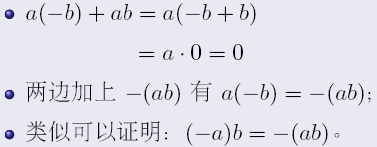 a(−b) + ab = a(−b + b)
= a · 0 = 0
两边加上 −(ab) 有 a(−b) = −(ab);
类似可以证明: (−a)b = −(ab)。